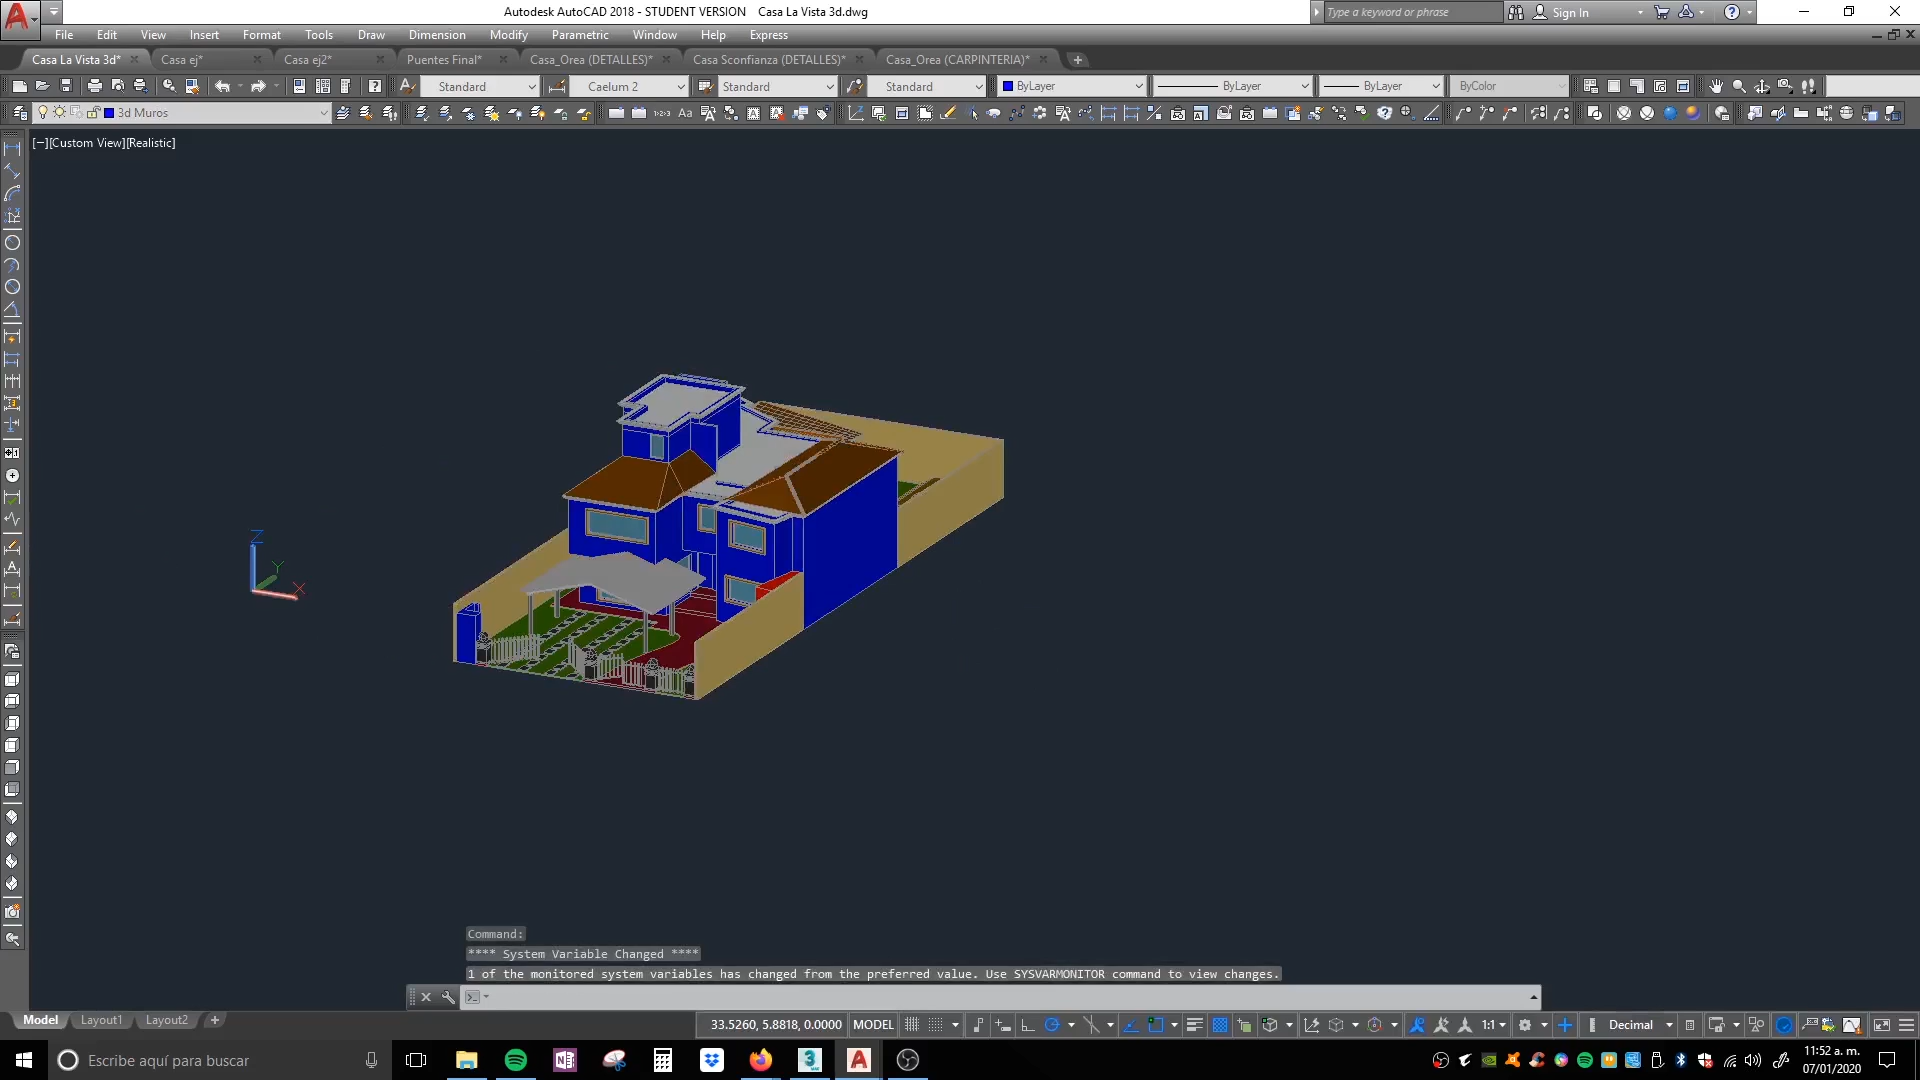 Autodesk AutoCAD 2018 - STUDENT VERSION    Casa La Vista 3d.dwg
Type a keyword or phrase
Sign In
File Edit View Insert Format Tools Draw Dimension Modify Parametric Window Help Express
Casa La Vista 3d* Casa ej* Casa ej2* Puentes Final* Casa_Orea (DETALLES)* Casa Sconfianza (DETALLES)* Casa_Orea (CARPINTERIA)*
Standard Caelum 2 Standard Standard ByLayer ByLayer ByLayer ByColor
3d Muros
[−][Custom View][Realistic]
Z
Y
X
Command:
**** System Variable Changed ****
1 of the monitored system variables has changed from the preferred value. Use SYSVARMONITOR command to view changes.
Model Layout1 Layout2 +
33.5260, 5.8818, 0.0000 MODEL 1:1 Decimal
Escribe aquí para buscar
11:52 a. m.
07/01/2020